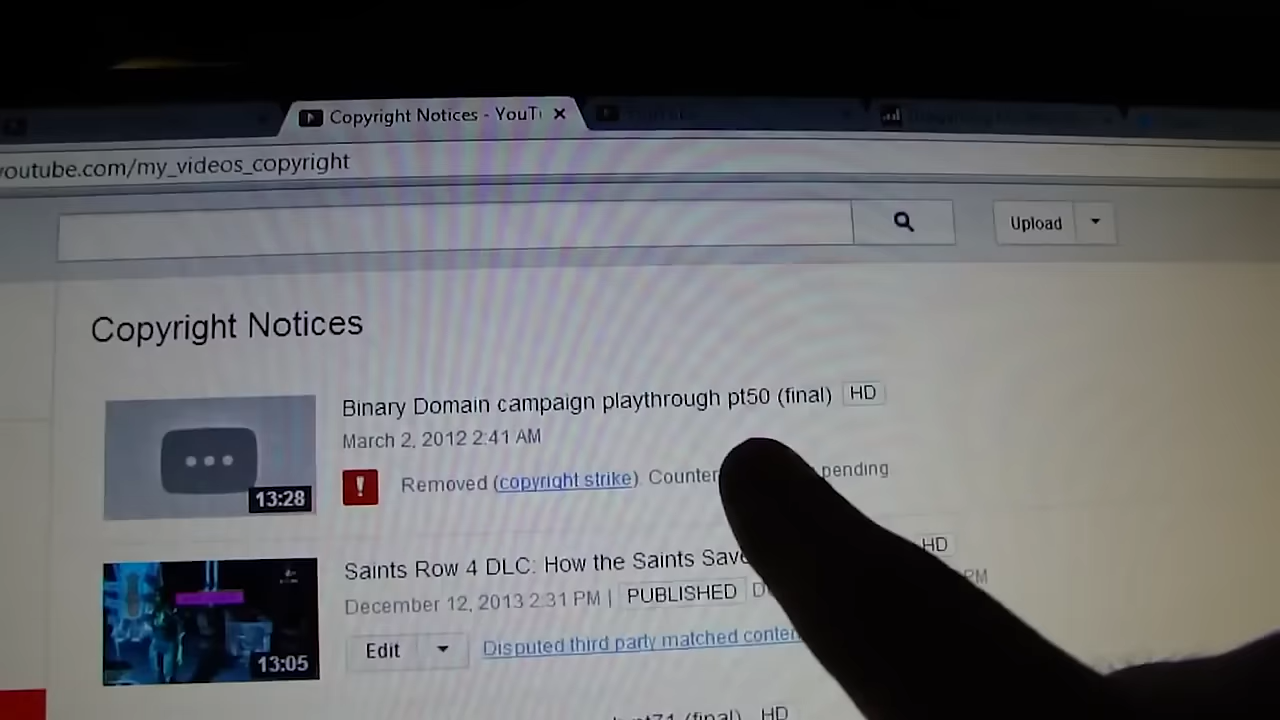 Copyright Notices - YouT
youtube.com/my_videos_copyright
Upload
Copyright Notices
Binary Domain campaign playthrough pt50 (final) HD
March 2, 2012 2:41 AM
13:28
Removed (copyright strike). Counter pending
Saints Row 4 DLC: How the Saints Sav HD
December 12, 2013 2:31 PM | PUBLISHED D PM
13:05
Edit
Disputed third party matched conten
pt71 (final) HD